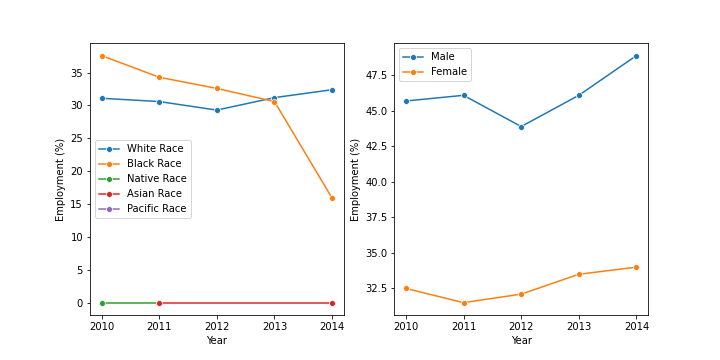 Employment (%)
35
30
25
20
15
10
5
0
White Race
Black Race
Native Race
Asian Race
Pacific Race
2010 2011 2012 2013 2014
Year
Employment (%)
47.5
45.0
42.5
40.0
37.5
35.0
32.5
Male
Female
2010 2011 2012 2013 2014
Year